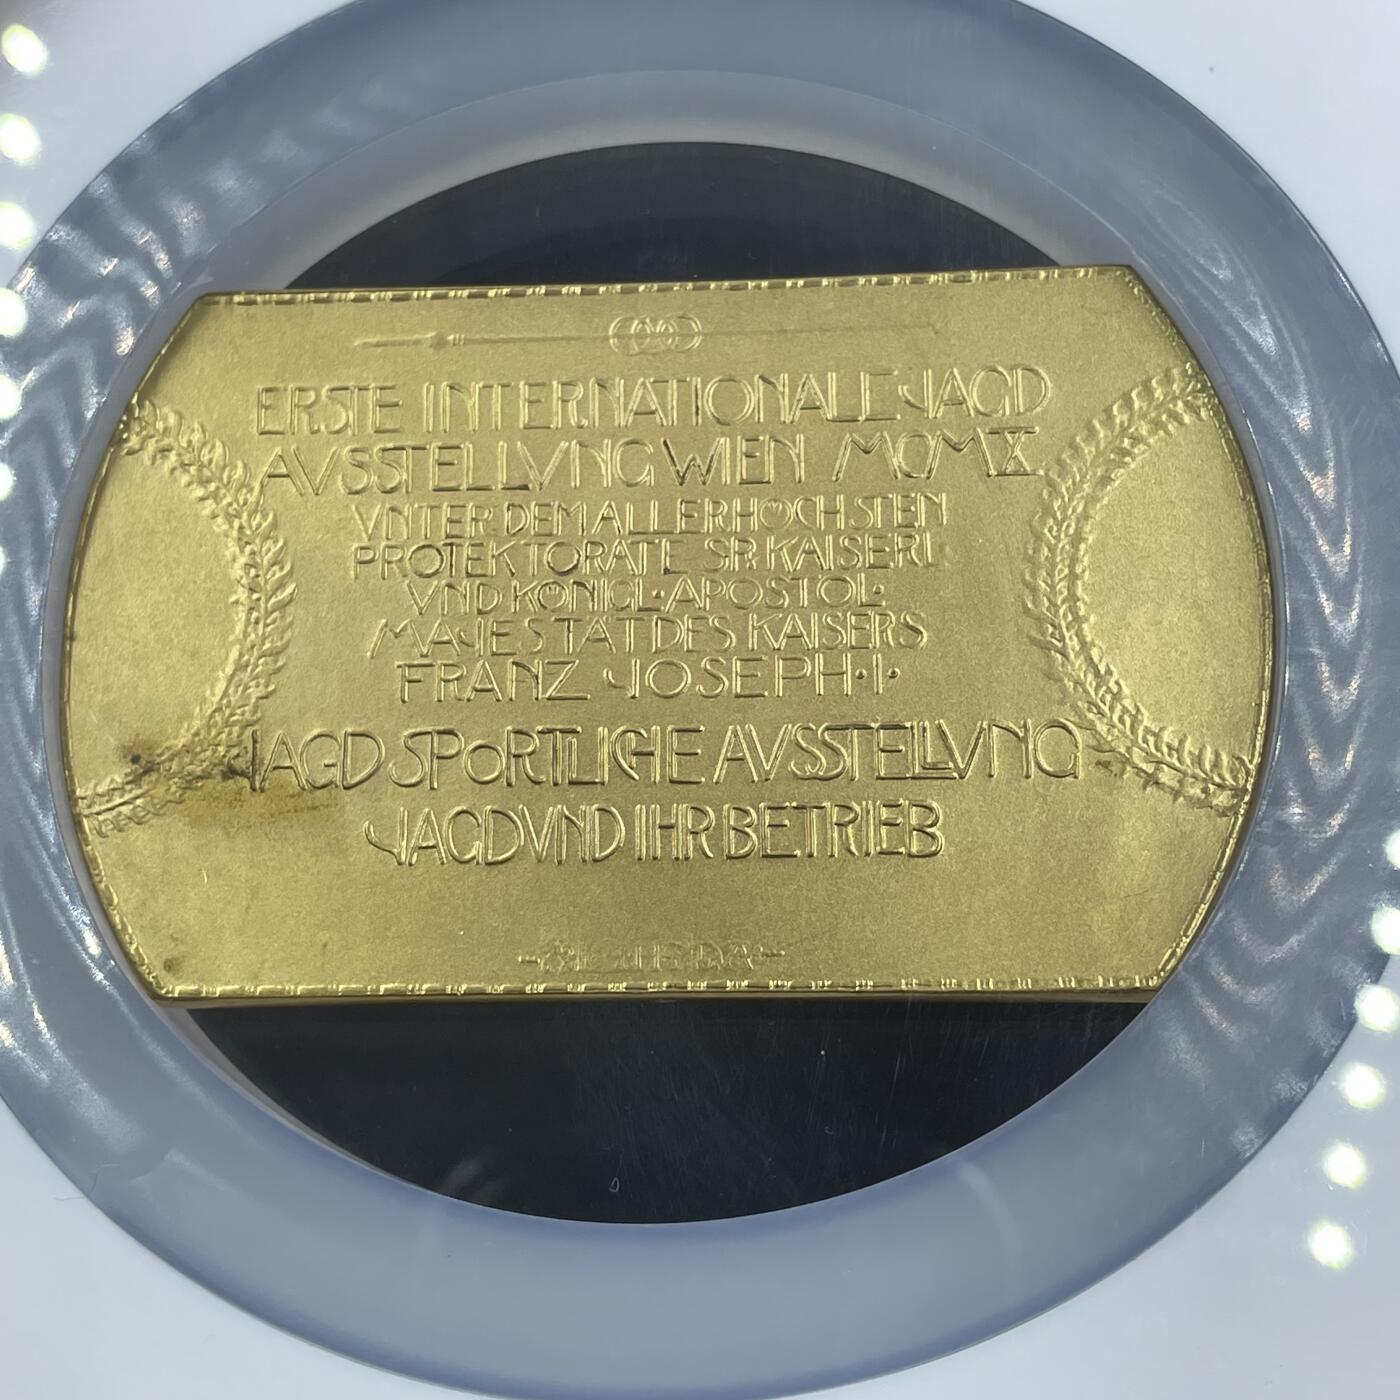 ERSTE INTERNATIONALE JAGD
AVSSTELLVNG WIEN MCMX
VNTER DEM ALLERHÖCHSTEN
PROTEKTORATE SR. KAISERL.
VND KÖNIGL·APOSTOL·
MAJESTÄT DES KAISERS
FRANZ JOSEPH·I·
JAGD SPORTLICHE AVSSTELLVNG
JAGD VND IHR BETRIEB